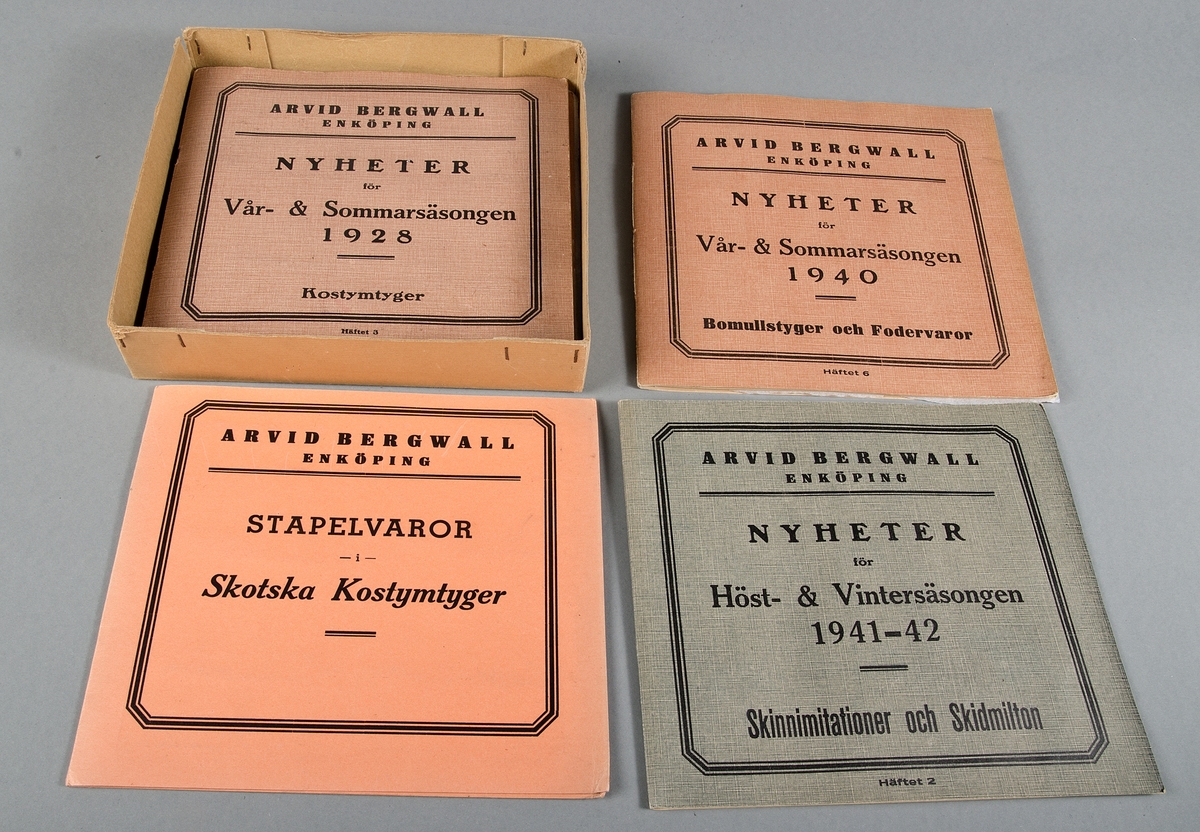 ARVID BERGWALL
ENKÖPING
NYHETER
för
Vår- & Sommarsäsongen
1928
Kostymtyger
Häftet 3
ARVID BERGWALL
ENKÖPING
NYHETER
för
Vår- & Sommarsäsongen
1940
Bomullstyger och Fodervaror
Häftet 6
ARVID BERGWALL
ENKÖPING
STAPELVAROR
— i —
Skotska Kostymtyger
ARVID BERGWALL
ENKÖPING
NYHETER
för
Höst- & Vintersäsongen
1941-42
Skinnimitationer och Skidmilton
Häftet 2